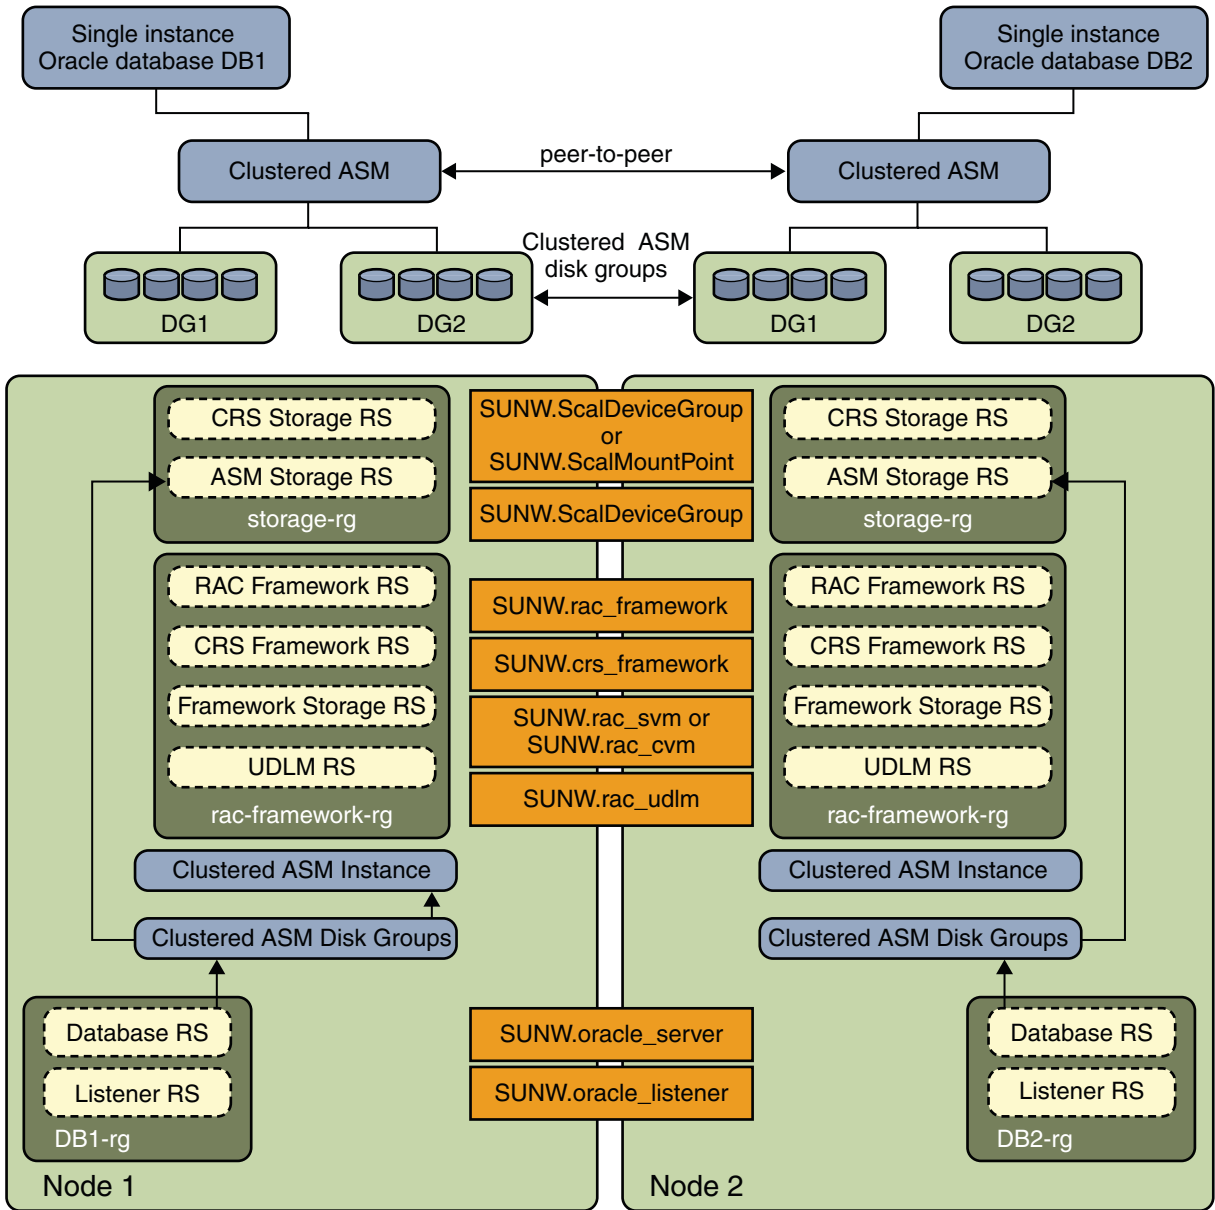 Single instance
Oracle database DB1
Single instance
Oracle database DB2
Clustered ASM
peer-to-peer
Clustered ASM
Clustered ASM
disk groups
DG1
DG2
DG1
DG2
CRS Storage RS
ASM Storage RS
storage-rg
SUNW.ScalDeviceGroup
or
SUNW.ScalMountPoint
SUNW.ScalDeviceGroup
CRS Storage RS
ASM Storage RS
storage-rg
RAC Framework RS
CRS Framework RS
Framework Storage RS
UDLM RS
rac-framework-rg
SUNW.rac_framework
SUNW.crs_framework
SUNW.rac_svm or
SUNW.rac_cvm
SUNW.rac_udlm
RAC Framework RS
CRS Framework RS
Framework Storage RS
UDLM RS
rac-framework-rg
Clustered ASM Instance
Clustered ASM Disk Groups
Clustered ASM Instance
Clustered ASM Disk Groups
Database RS
Listener RS
DB1-rg
SUNW.oracle_server
SUNW.oracle_listener
Database RS
Listener RS
DB2-rg
Node 1
Node 2